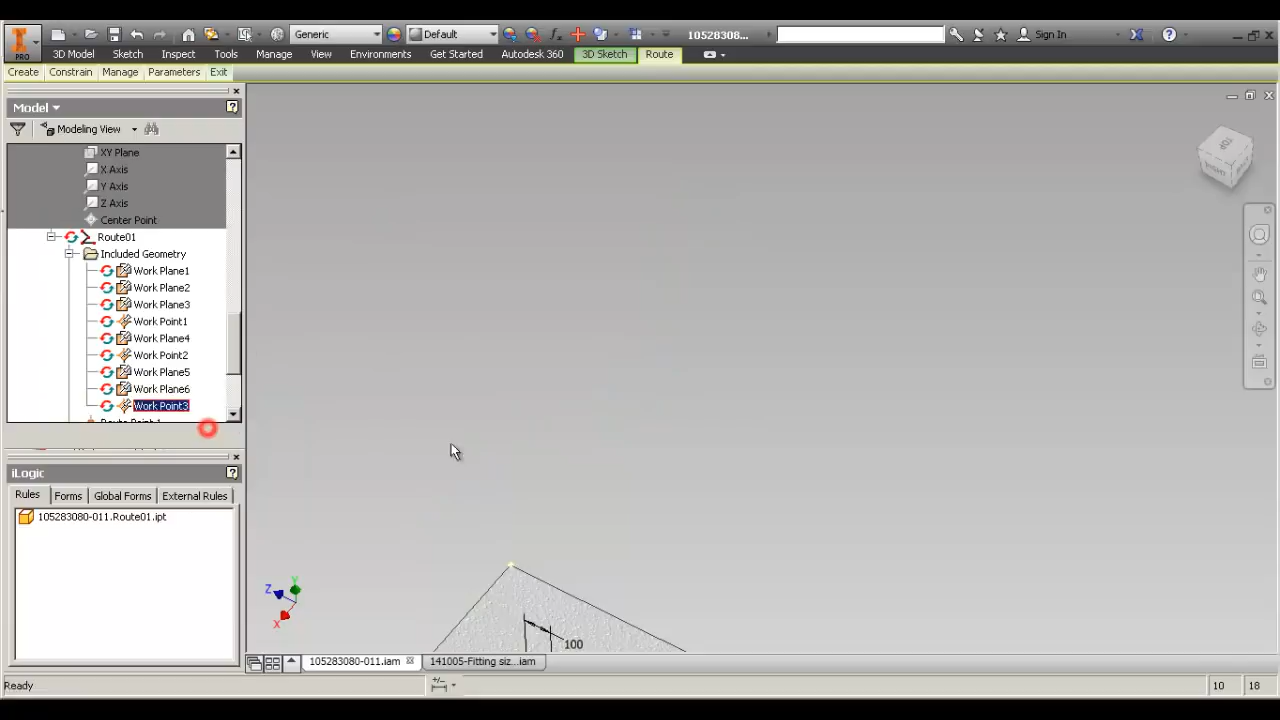 PRO
Generic
Default
fx
10528308...
Sign In
3D Model
Sketch
Inspect
Tools
Manage
View
Environments
Get Started
Autodesk 360
3D Sketch
Route
Create
Constrain
Manage
Parameters
Exit
Model
Modeling View
XY Plane
X Axis
Y Axis
Z Axis
Center Point
Route01
Included Geometry
Work Plane1
Work Plane2
Work Plane3
Work Point1
Work Plane4
Work Point2
Work Plane5
Work Plane6
Work Point3
Route Point 1
iLogic
Rules
Forms
Global Forms
External Rules
105283080-011.Route01.ipt
Z
Y
X
100
105283080-011.iam
141005-Fitting siz...iam
Ready
10
18